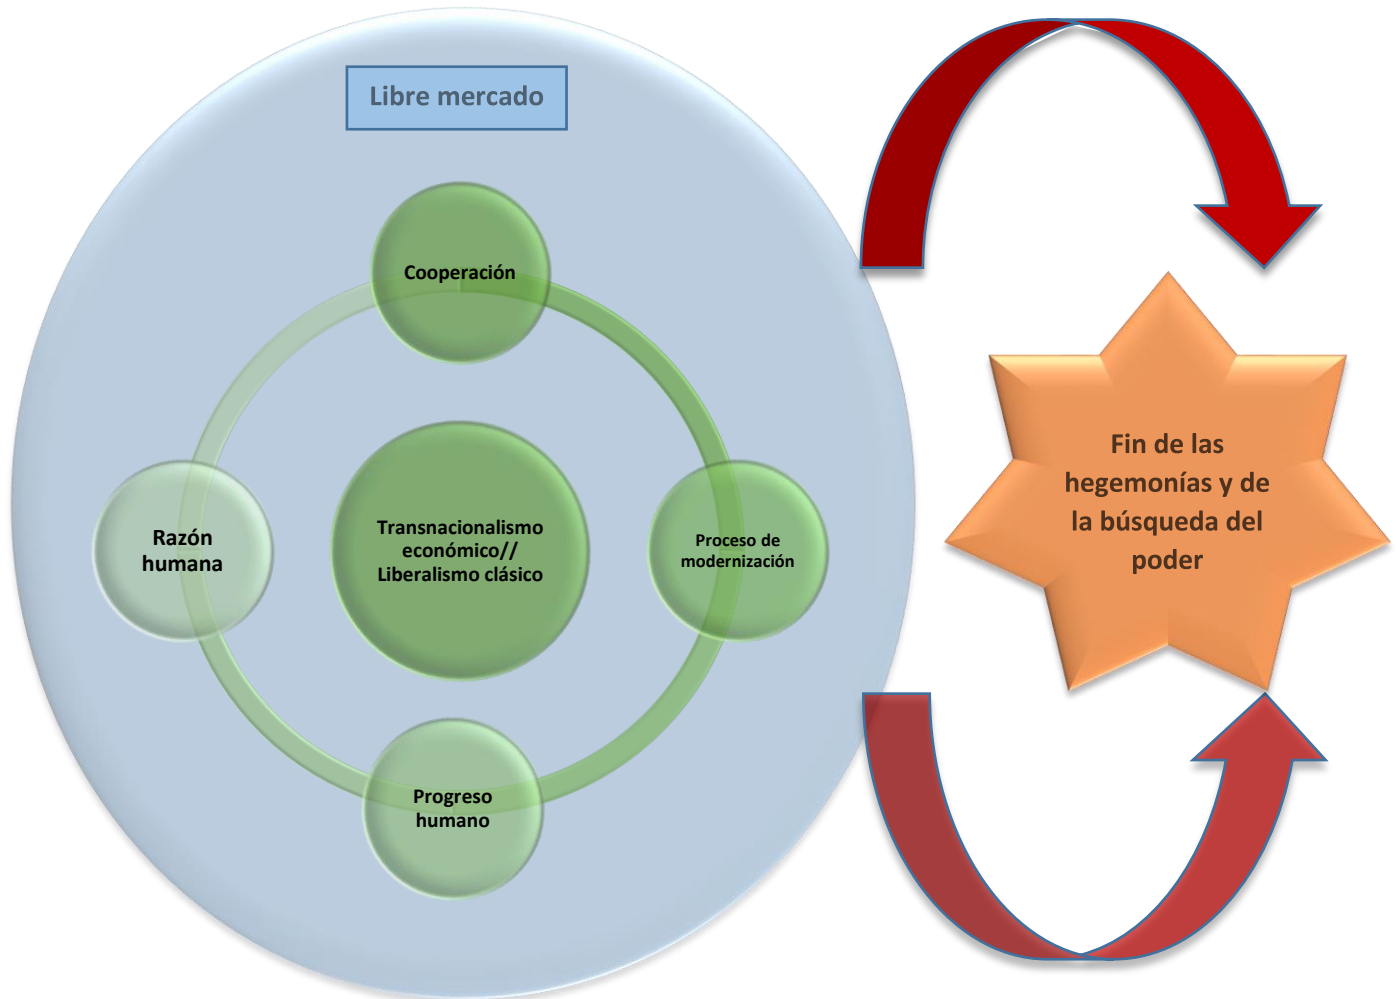 Libre mercado
Cooperación
Razón
humana
Transnacionalismo
económico//
Liberalismo clásico
Proceso de
modernización
Progreso
humano
Fin de las
hegemonías y de
la búsqueda del
poder